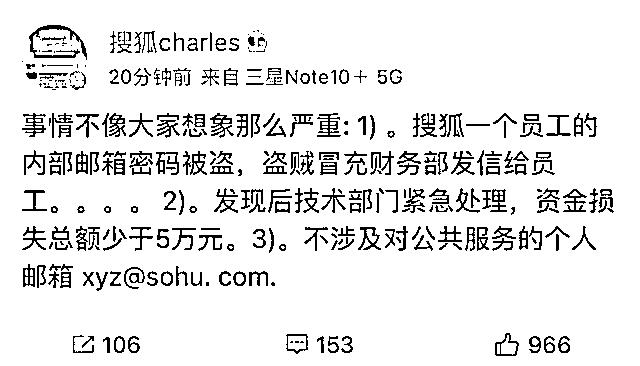 搜狐charles
20分钟前 来自 三星Note10+ 5G
事情不像大家想象那么严重: 1) 。搜狐一个员工的
内部邮箱密码被盗，盗贼冒充财务部发信给员
工。。。。 2)。发现后技术部门紧急处理，资金损
失总额少于5万元。3)。不涉及对公共服务的个人
邮箱 xyz@sohu. com.
106 153 966